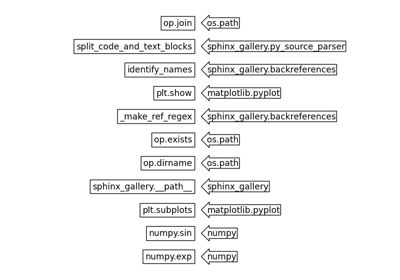 op.join os.path
split_code_and_text_blocks sphinx_gallery.py_source_parser
identify_names sphinx_gallery.backreferences
plt.show matplotlib.pyplot
_make_ref_regex sphinx_gallery.backreferences
op.exists os.path
op.dirname os.path
sphinx_gallery.__path__ sphinx_gallery
plt.subplots matplotlib.pyplot
numpy.sin numpy
numpy.exp numpy